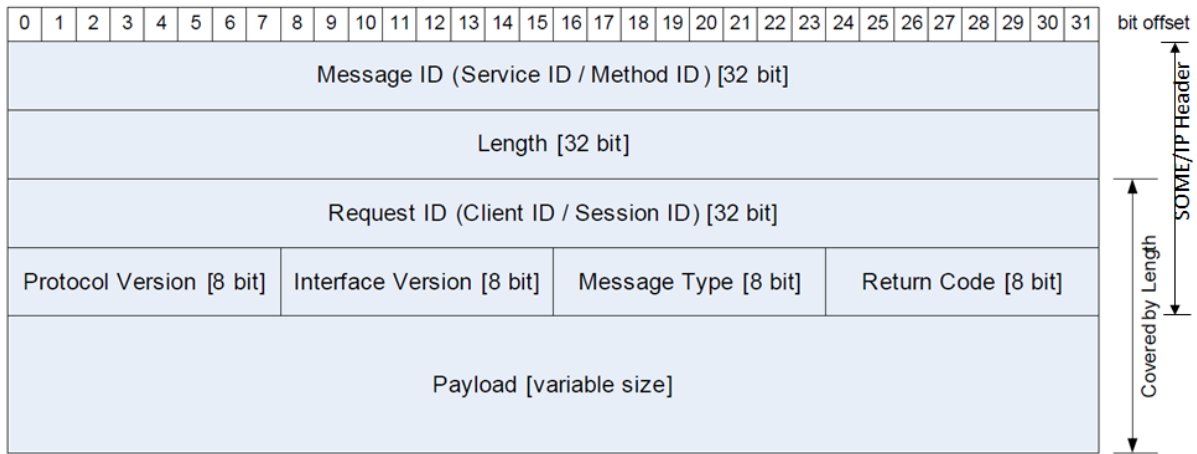 0 1 2 3 4 5 6 7 8 9 10 11 12 13 14 15 16 17 18 19 20 21 22 23 24 25 26 27 28 29 30 31 bit offset
Message ID (Service ID / Method ID) [32 bit]
Length [32 bit]
Request ID (Client ID / Session ID) [32 bit]
Protocol Version [8 bit] Interface Version [8 bit] Message Type [8 bit] Return Code [8 bit]
Payload [variable size]
SOME/IP Header
Covered by Length